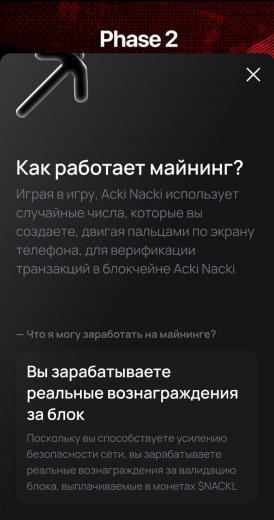 Phase 2
Как работает майнинг?
Играя в игру, Acki Nacki использует
случайные числа, которые вы
создаете, двигая пальцами по экрану
телефона, для верификации
транзакций в блокчейне Acki Nacki
— Что я могу заработать на майнинге?
Вы зарабатываете
реальные вознаграждения
за блок
Поскольку вы способствуете усилению
безопасности сети, вы зарабатываете
реальные вознаграждения за валидацию
блока, выплачиваемые в монетах $NACKL